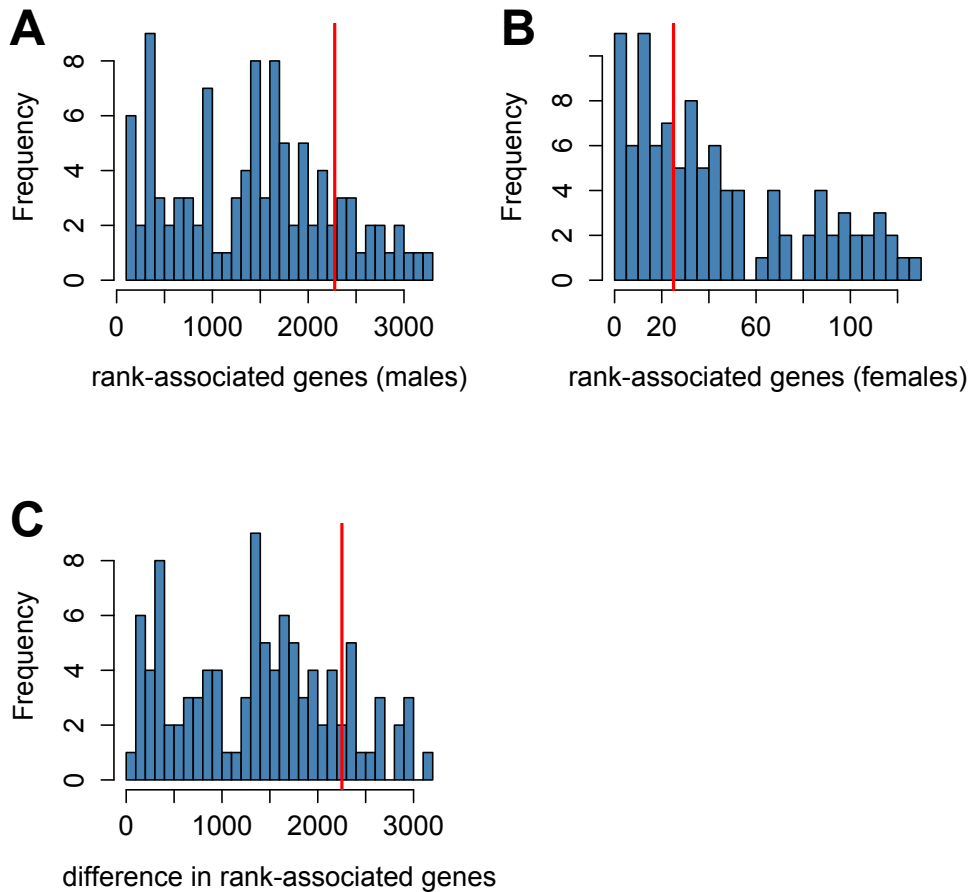 A
Frequency
0 2 4 6 8
0 1000 2000 3000
rank-associated genes (males)
B
Frequency
0 2 4 6 8
0 20 60 100
rank-associated genes (females)
C
Frequency
0 2 4 6 8
0 1000 2000 3000
difference in rank-associated genes